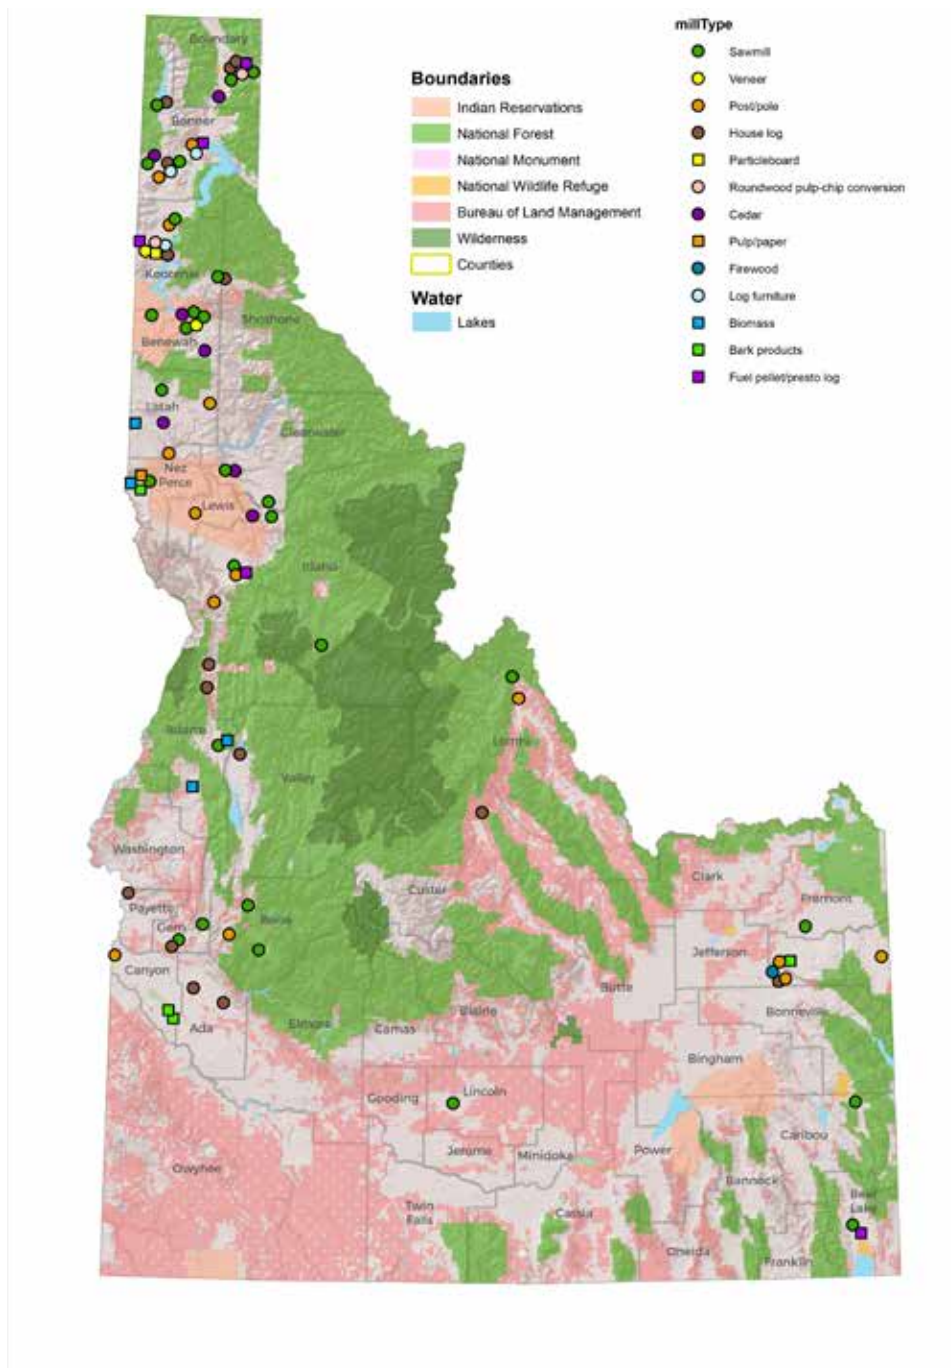 millType
Sawmill
Veneer
Post/pole
House log
Particleboard
Roundwood pulp-chip conversion
Cedar
Pulp/paper
Firewood
Log furniture
Biomass
Bark products
Fuel pellet/presto log
Boundaries
Indian Reservations
National Forest
National Monument
National Wildlife Refuge
Bureau of Land Management
Wilderness
Counties
Water
Lakes
Boundary
Bonner
Kootenai
Shoshone
Benewah
Latah
Clearwater
Nez
Perce
Lewis
Idaho
Adams
Lemhi
Valley
Washington
Payette
Gem
Boise
Custer
Clark
Fremont
Jefferson
Canyon
Butte
Ada
Elmore
Camas
Blaine
Bonneville
Bingham
Gooding
Lincoln
Jerome
Minidoka
Power
Caribou
Owyhee
Bannock
Twin
Falls
Cassia
Bear
Lake
Oneida
Franklin